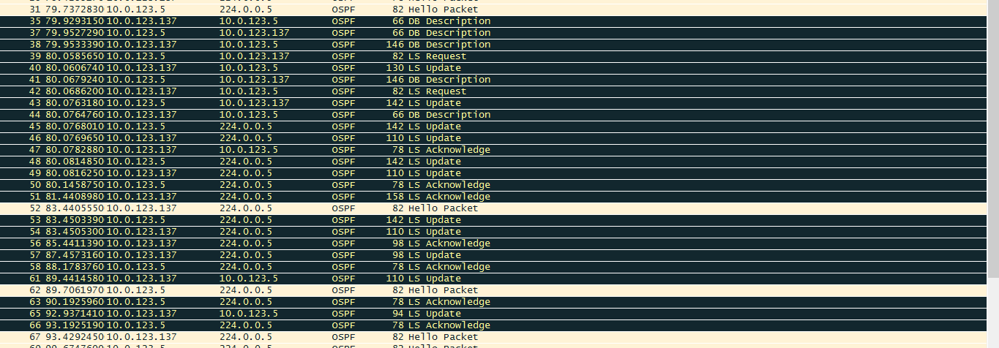 31 79.7372830 10.0.123.5 224.0.0.5 OSPF 82 Hello Packet
35 79.9293150 10.0.123.137 10.0.123.5 OSPF 66 DB Description
37 79.9527290 10.0.123.5 10.0.123.137 OSPF 66 DB Description
38 79.9533390 10.0.123.137 10.0.123.5 OSPF 146 DB Description
39 80.0585650 10.0.123.5 10.0.123.137 OSPF 82 LS Request
40 80.0606740 10.0.123.137 10.0.123.5 OSPF 130 LS Update
41 80.0679240 10.0.123.5 10.0.123.137 OSPF 146 DB Description
42 80.0686200 10.0.123.137 10.0.123.5 OSPF 82 LS Request
43 80.0763180 10.0.123.5 10.0.123.137 OSPF 142 LS Update
44 80.0764760 10.0.123.137 10.0.123.5 OSPF 66 DB Description
45 80.0768010 10.0.123.5 224.0.0.5 OSPF 142 LS Update
46 80.0769650 10.0.123.137 224.0.0.5 OSPF 110 LS Update
47 80.0782880 10.0.123.137 10.0.123.5 OSPF 78 LS Acknowledge
48 80.0814850 10.0.123.5 224.0.0.5 OSPF 142 LS Update
49 80.0816250 10.0.123.137 224.0.0.5 OSPF 110 LS Update
50 80.1458750 10.0.123.5 224.0.0.5 OSPF 78 LS Acknowledge
51 81.4408980 10.0.123.137 224.0.0.5 OSPF 158 LS Acknowledge
52 83.4405550 10.0.123.137 224.0.0.5 OSPF 82 Hello Packet
53 83.4503390 10.0.123.5 224.0.0.5 OSPF 142 LS Update
54 83.4505300 10.0.123.137 224.0.0.5 OSPF 110 LS Update
56 85.4411390 10.0.123.137 224.0.0.5 OSPF 98 LS Acknowledge
57 87.4573160 10.0.123.137 224.0.0.5 OSPF 98 LS Update
58 88.1783760 10.0.123.5 224.0.0.5 OSPF 78 LS Acknowledge
61 89.4414580 10.0.123.137 10.0.123.5 OSPF 110 LS Update
62 89.7061970 10.0.123.5 224.0.0.5 OSPF 82 Hello Packet
63 90.1925960 10.0.123.5 224.0.0.5 OSPF 78 LS Acknowledge
65 92.9371410 10.0.123.137 10.0.123.5 OSPF 94 LS Update
66 93.1925190 10.0.123.5 224.0.0.5 OSPF 78 LS Acknowledge
67 93.4292450 10.0.123.137 224.0.0.5 OSPF 82 Hello Packet